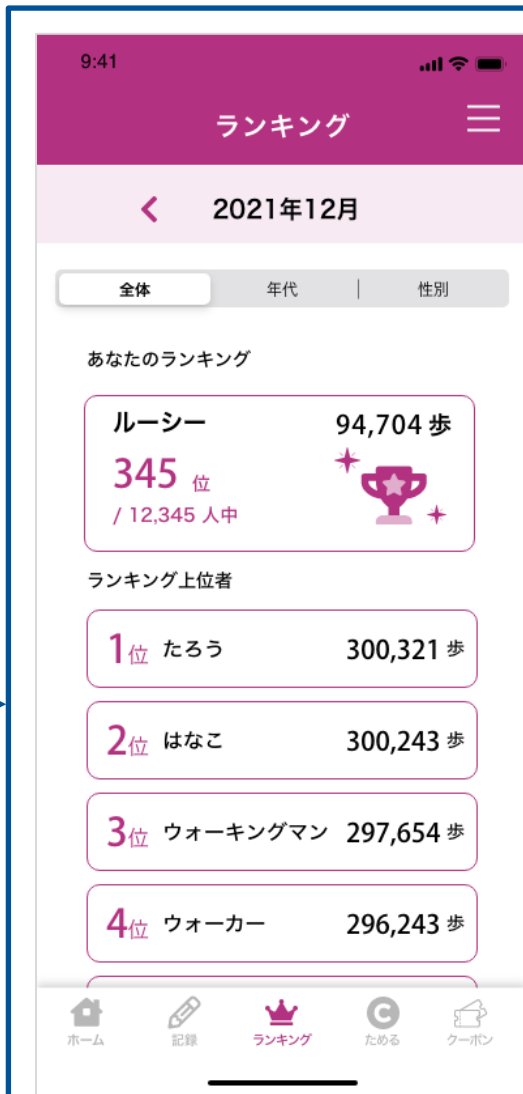 9:41
ランキング
2021年12月
全体 年代 性別
あなたのランキング
ルーシー 94,704 歩
345 位
/ 12,345 人中
ランキング上位者
1位 たろう 300,321 歩
2位 はなこ 300,243 歩
3位 ウォーキングマン 297,654 歩
4位 ウォーカー 296,243 歩
ホーム 記録 ランキング ためる クーポン